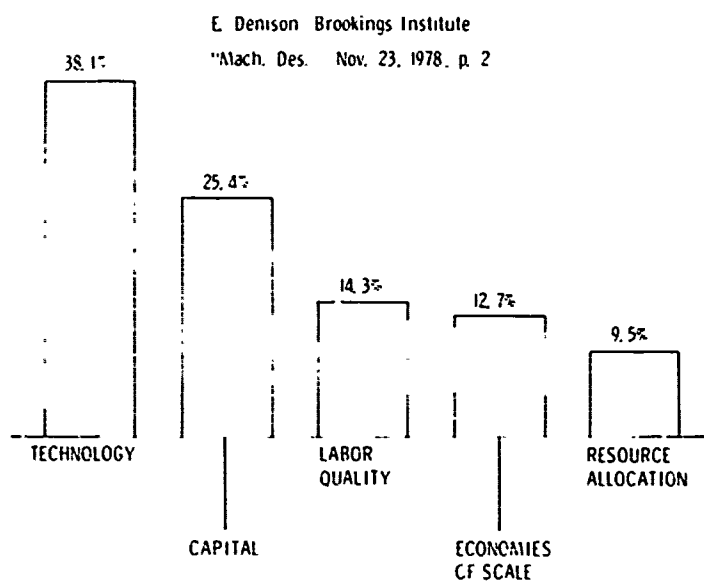 E. Denison Brookings Institute
"Mach. Des. Nov. 23, 1978, p. 2
38.1%
25.4%
14.3%
12.7%
9.5%
TECHNOLOGY
CAPITAL
LABOR
QUALITY
ECONOMIES
OF SCALE
RESOURCE
ALLOCATION